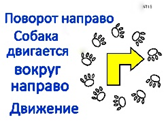 Поворот направо
Собака
двигается
вокруг
направо
Движение